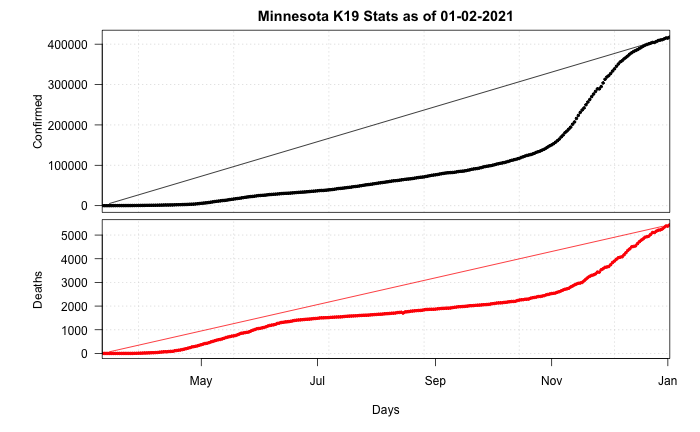 Minnesota K19 Stats as of 01-02-2021
Confirmed
400000
300000
200000
100000
0
Deaths
5000
4000
3000
2000
1000
0
May Jul Sep Nov Jan
Days